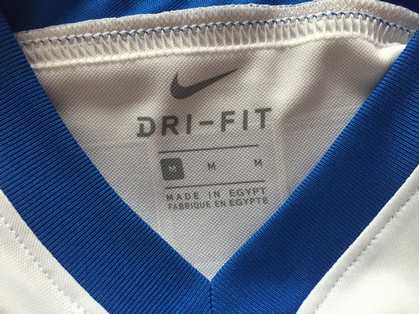 DRI-FIT
M M M
MADE IN EGYPT
FABRIQUE EN EGYPTE